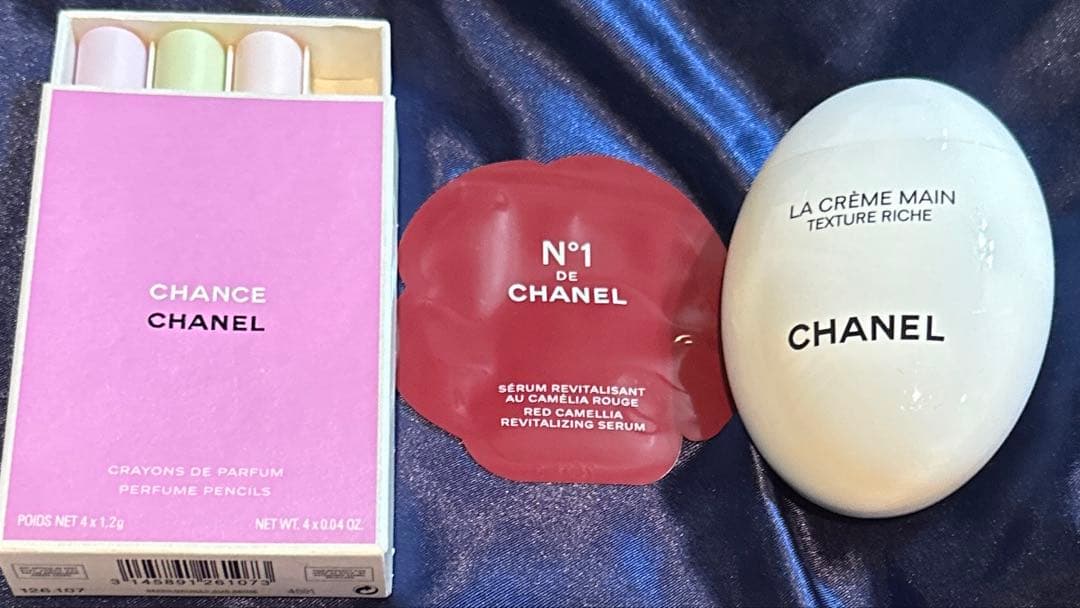 CHANCE
CHANEL
CRAYONS DE PARFUM
PERFUME PENCILS
POIDS NET 4 x 1,2g
NET WT. 4 x 0.04 OZ.
3 145891 261073
126.107
4591
N°1
DE
CHANEL
SÉRUM REVITALISANT
AU CAMÉLIA ROUGE
RED CAMELLIA
REVITALIZING SERUM
LA CRÈME MAIN
TEXTURE RICHE
CHANEL